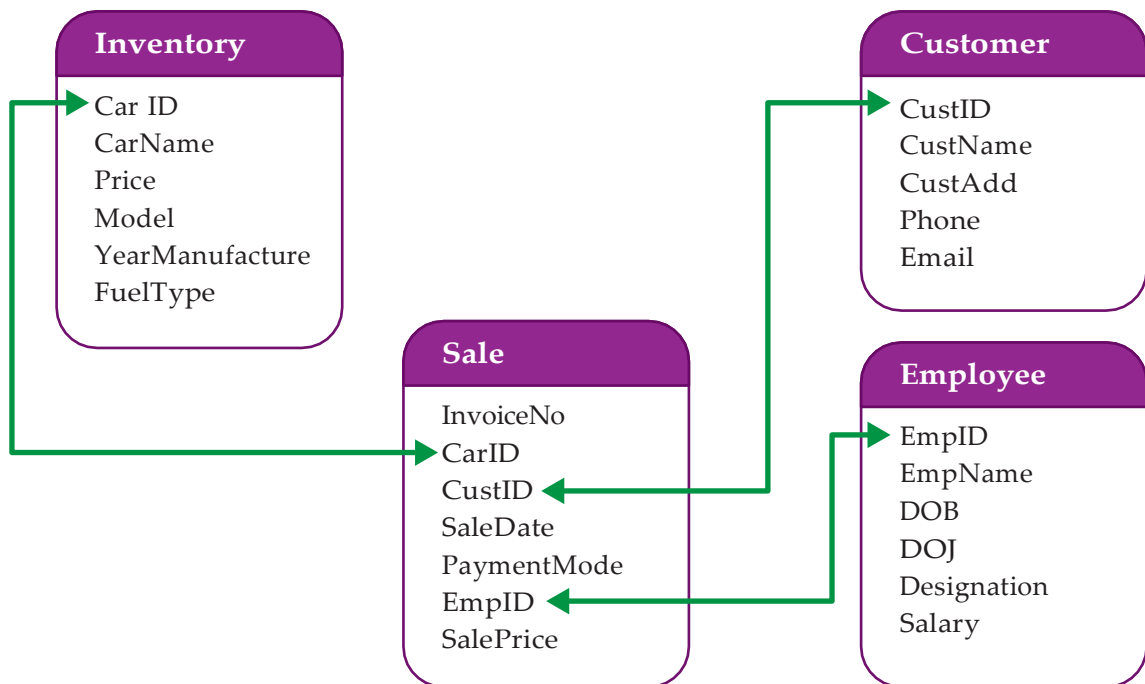 Inventory
Car ID
CarName
Price
Model
YearManufacture
FuelType
Customer
CustID
CustName
CustAdd
Phone
Email
Sale
InvoiceNo
CarID
CustID
SaleDate
PaymentMode
EmpID
SalePrice
Employee
EmpID
EmpName
DOB
DOJ
Designation
Salary